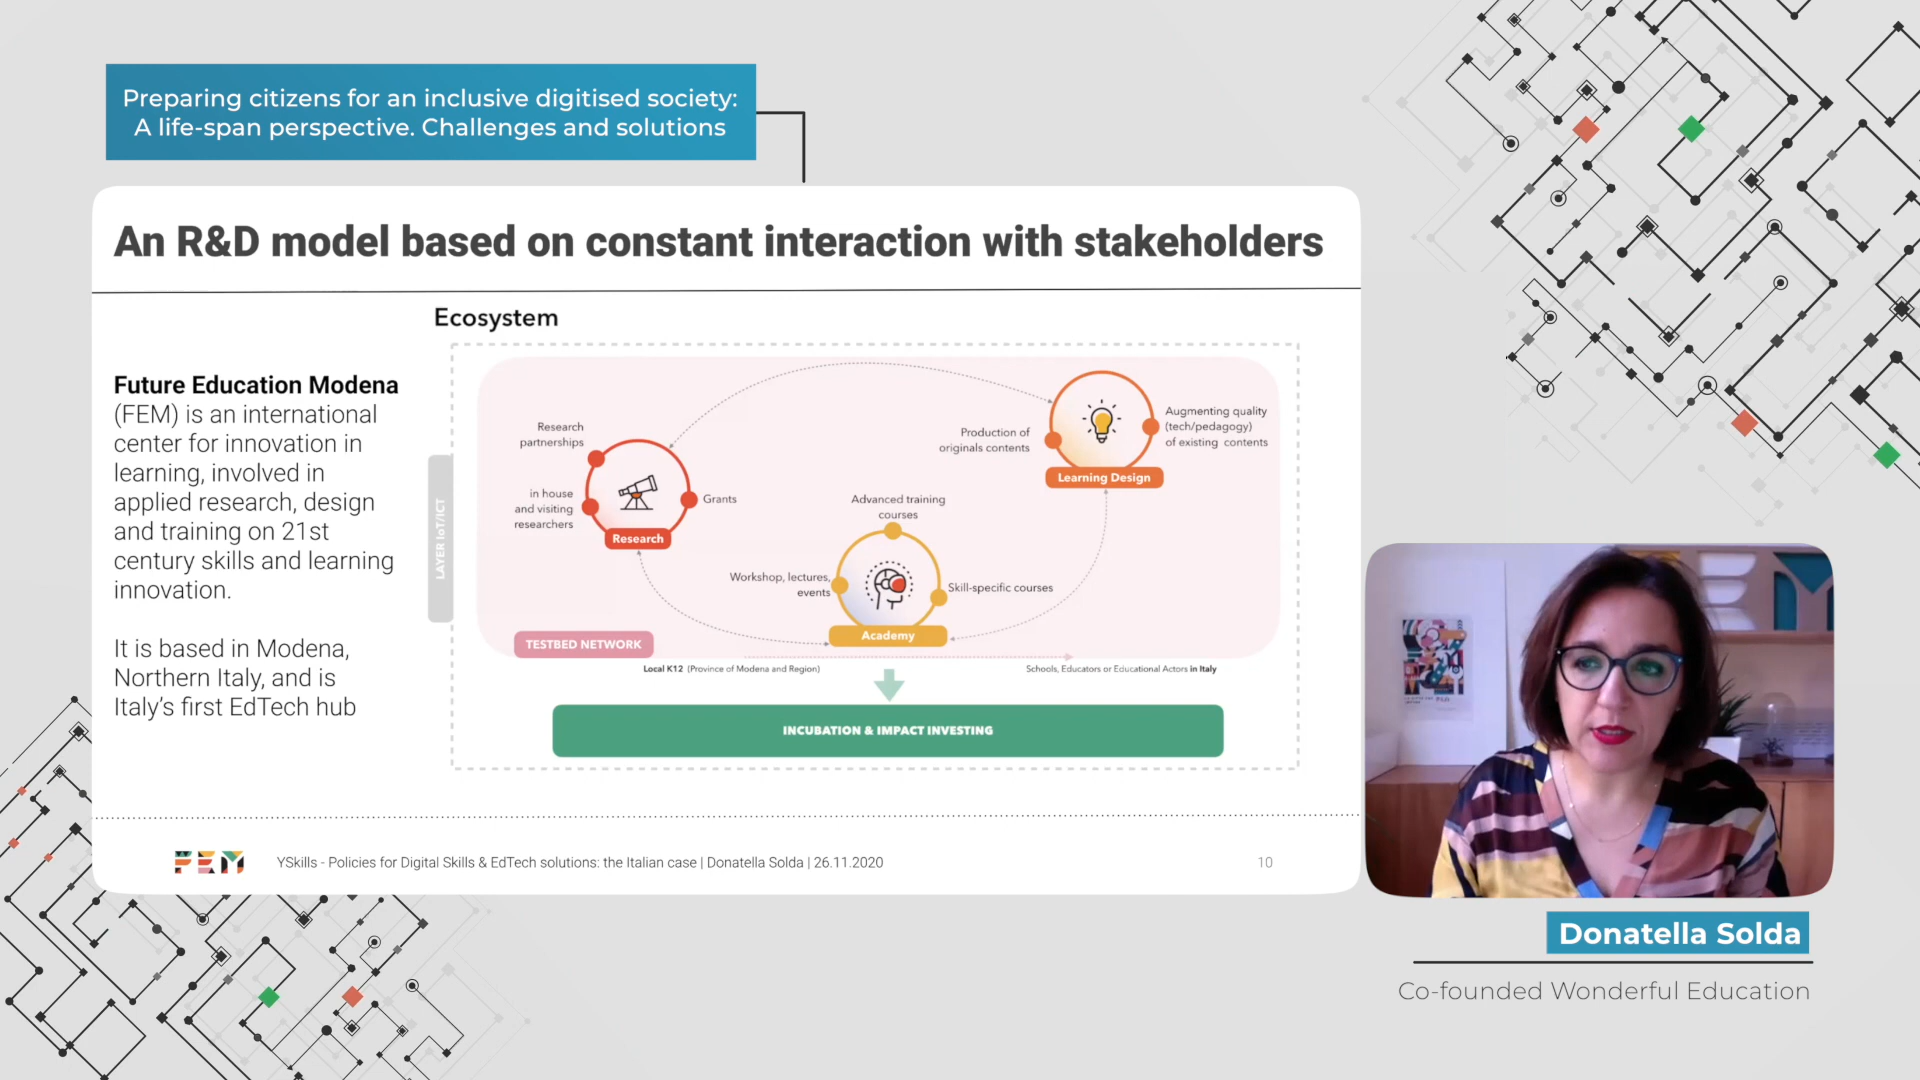 Preparing citizens for an inclusive digitised society:
A life-span perspective. Challenges and solutions
An R&D model based on constant interaction with stakeholders
Ecosystem
Future Education Modena
(FEM) is an international
center for innovation in
learning, involved in
applied research, design
and training on 21st
century skills and learning
innovation.
It is based in Modena,
Northern Italy, and is
Italy's first EdTech hub
LAYER IoT/ICT
Research
partnerships
in house
and visiting
researchers
Grants
Research
Production of
originals contents
Augmenting quality
(tech/pedagogy)
of existing contents
Learning Design
Advanced training
courses
Workshop, lectures,
events
Skill-specific courses
Academy
TESTBED NETWORK
Local K12 (Province of Modena and Region)
Schools, Educators or Educational Actors in Italy
INCUBATION & IMPACT INVESTING
FEM
YSkills - Policies for Digital Skills & EdTech solutions: the Italian case | Donatella Solda | 26.11.2020
10
Donatella Solda
Co-founded Wonderful Education